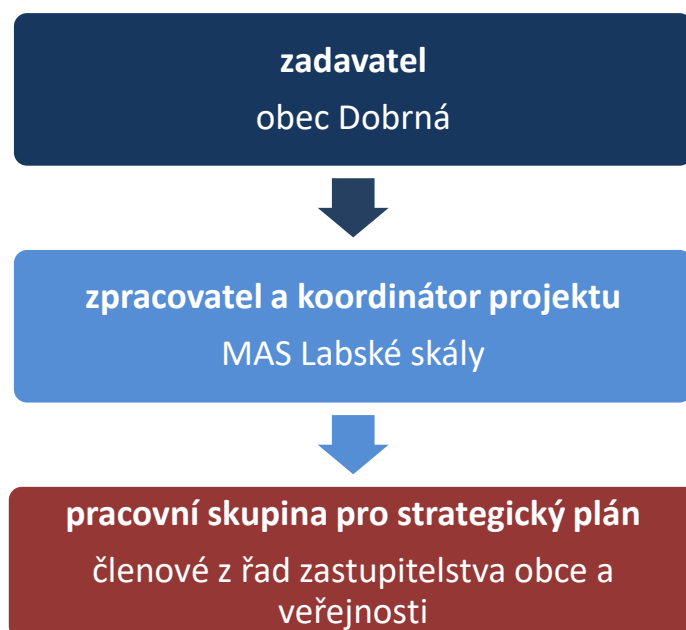 zadavatel
obec Dobrná
zpracovatel a koordinátor projektu
MAS Labské skály
pracovní skupina pro strategický plán
členové z řad zastupitelstva obce a
veřejnosti